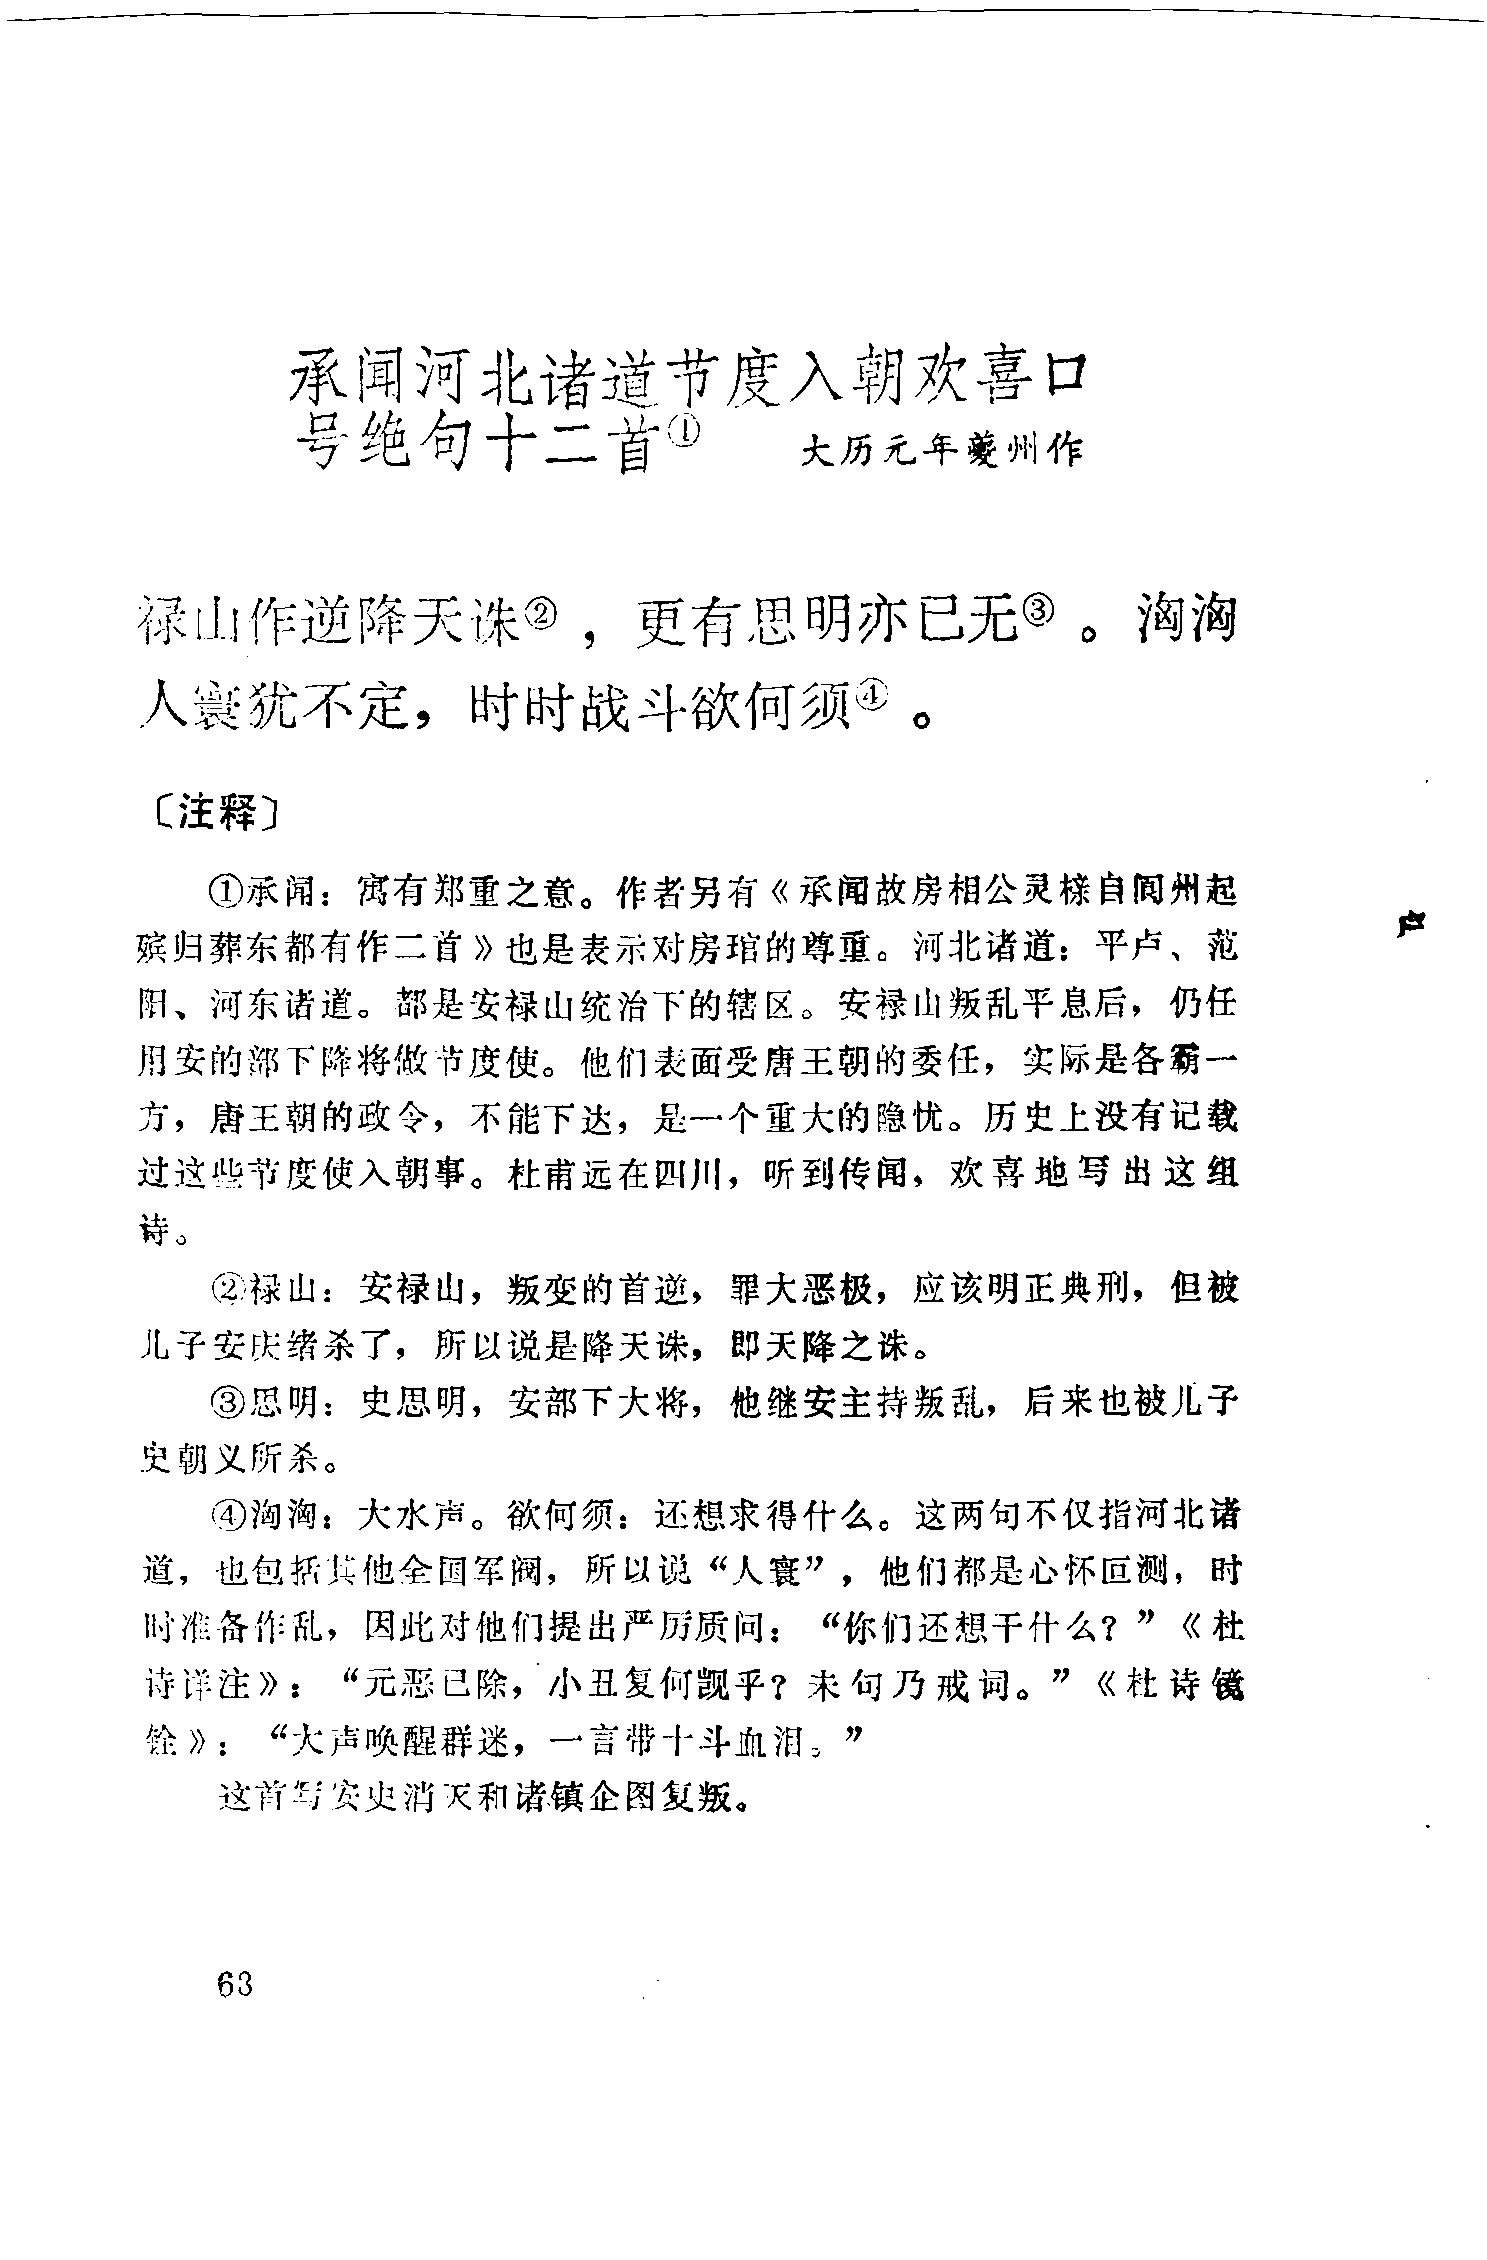 承闻河北诸道节度入朝欢喜口
号绝句十二首① 大历元年夔州作
禄山作逆降天诛②，更有思明亦已无③。洶洶
人寰犹不定，时时战斗欲何须④。
〔注释〕
①承闻：寓有郑重之意。作者另有《承闻故房相公灵榇自阆州起
殡归葬东都有作二首》也是表示对房琯的尊重。河北诸道：平卢、范
阳、河东诸道。都是安禄山统治下的辖区。安禄山叛乱平息后，仍任
用安的部下降将做节度使。他们表面受唐王朝的委任，实际是各霸一
方，唐王朝的政令，不能下达，是一个重大的隐忧。历史上没有记载
过这些节度使入朝事。杜甫远在四川，听到传闻，欢喜地写出这组
诗。
②禄山：安禄山，叛变的首逆，罪大恶极，应该明正典刑，但被
儿子安庆绪杀了，所以说是降天诛，即天降之诛。
③思明：史思明，安部下大将，他继安主持叛乱，后来也被儿子
史朝义所杀。
④洶洶：大水声。欲何须：还想求得什么。这两句不仅指河北诸
道，也包括其他全国军阀，所以说“人寰”，他们都是心怀叵测，时
时准备作乱，因此对他们提出严厉质问：“你们还想干什么？”《杜
诗详注》：“元恶已除，小丑复何觊乎？末句乃戒词。”《杜诗镜
铨》：“大声唤醒群迷，一言带十斗血泪。”
这首写安史消灭和诸镇企图复叛。
63